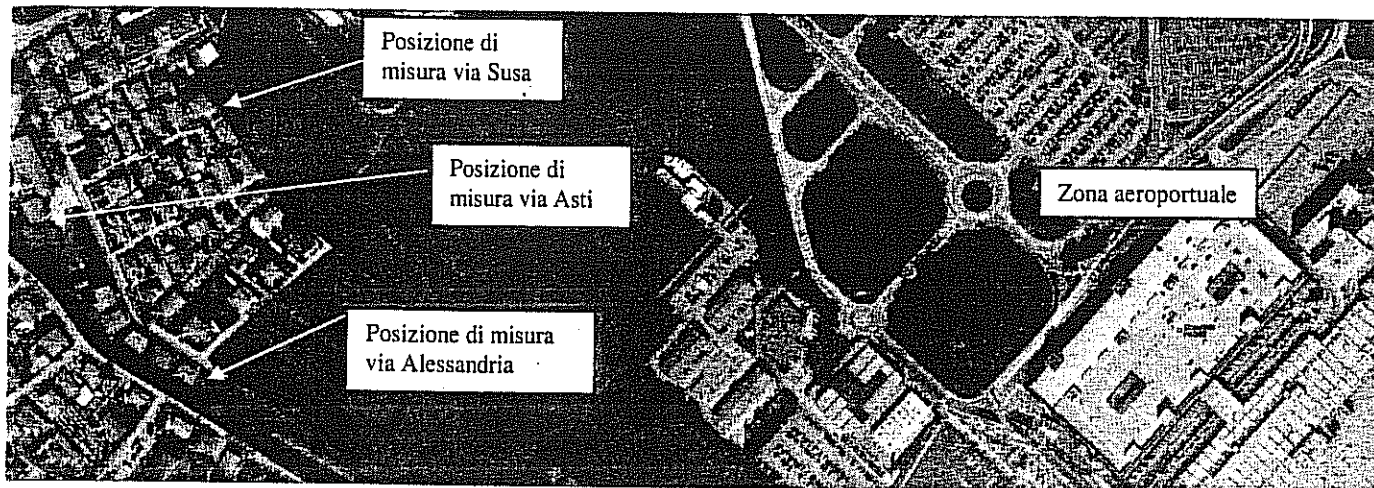 Posizione di
misura via Susa
Posizione di
misura via Asti
Zona aeroportuale
Posizione di misura
via Alessandria